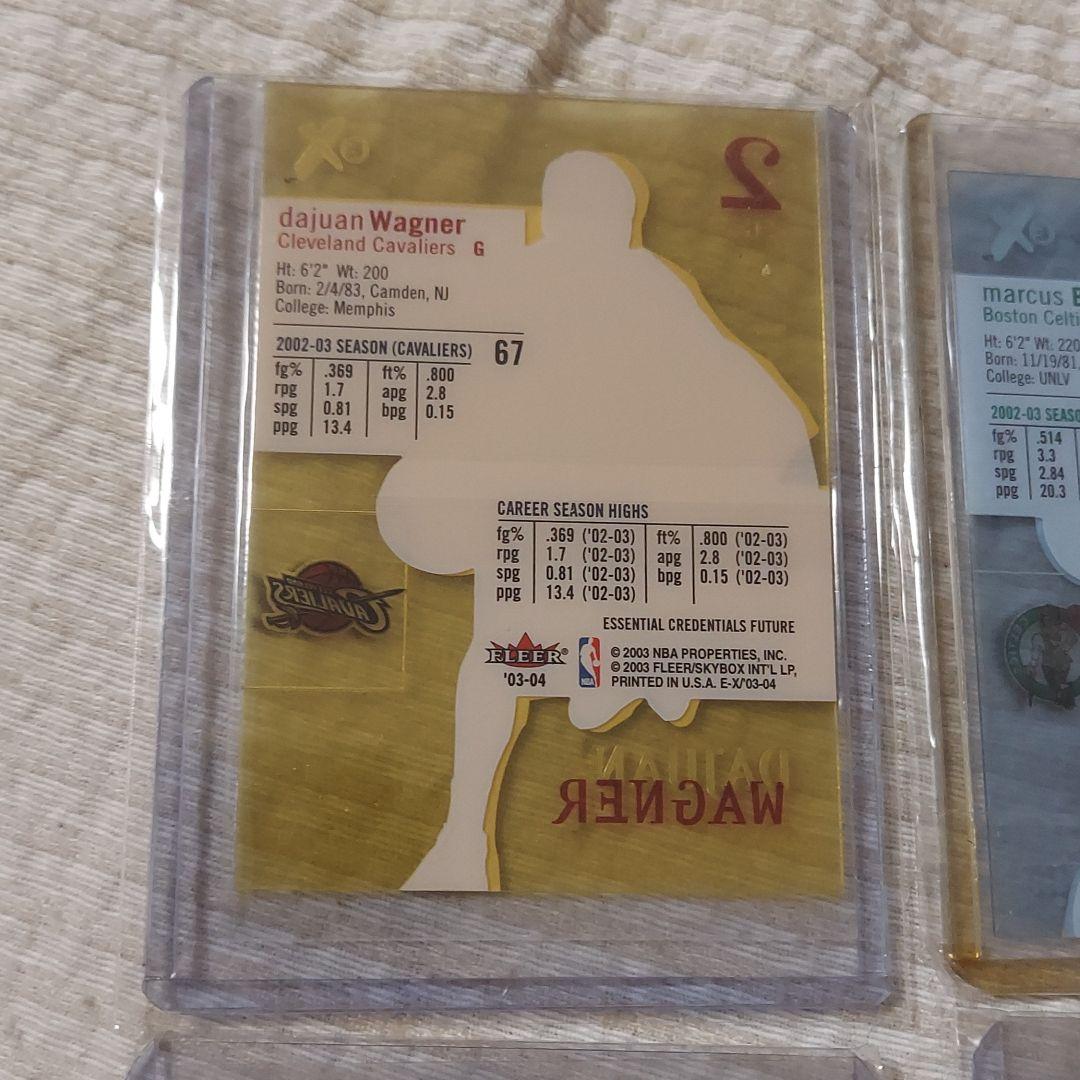 2
dajuan Wagner
Cleveland Cavaliers G
Ht: 6'2" Wt: 200
Born: 2/4/83, Camden, NJ
College: Memphis
2002-03 SEASON (CAVALIERS) 67
fg% .369 ft% .800
rpg 1.7 apg 2.8
spg 0.81 bpg 0.15
ppg 13.4
CAREER SEASON HIGHS
fg% .369 ('02-03) ft% .800 ('02-03)
rpg 1.7 ('02-03) apg 2.8 ('02-03)
spg 0.81 ('02-03) bpg 0.15 ('02-03)
ppg 13.4 ('02-03)
ESSENTIAL CREDENTIALS FUTURE
FLEER®
'03-04
NBA
© 2003 NBA PROPERTIES, INC.
© 2003 FLEER/SKYBOX INT'L LP,
PRINTED IN U.S.A. E-X/'03-04
CAVALIERS
DAJUAN
WAGNER
marcus
Boston
Ht: 6'2" Wt: 220
Born: 11/19/81,
College: UNLV
2002-03
fg% .514
rpg 3.3
spg 2.84
ppg 20.3